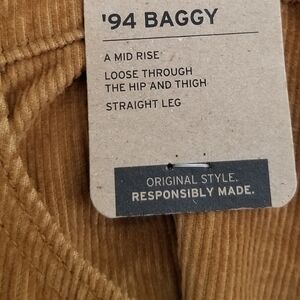 '94 BAGGY
A MID RISE
LOOSE THROUGH
THE HIP AND THIGH
STRAIGHT LEG
ORIGINAL STYLE.
RESPONSIBLY MADE.